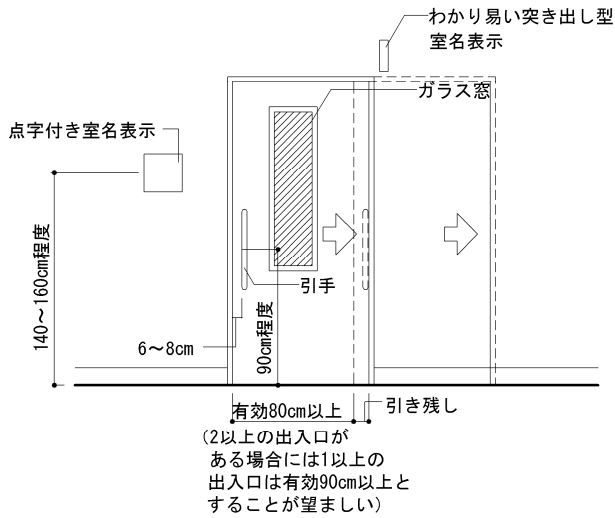 わかり易い突き出し型
室名表示
ガラス窓
点字付き室名表示
140～160cm程度
引手
6～8cm
90cm程度
有効80cm以上
引き残し
（2以上の出入口が
ある場合には1以上の
出入口は有効90cm以上と
することが望ましい）